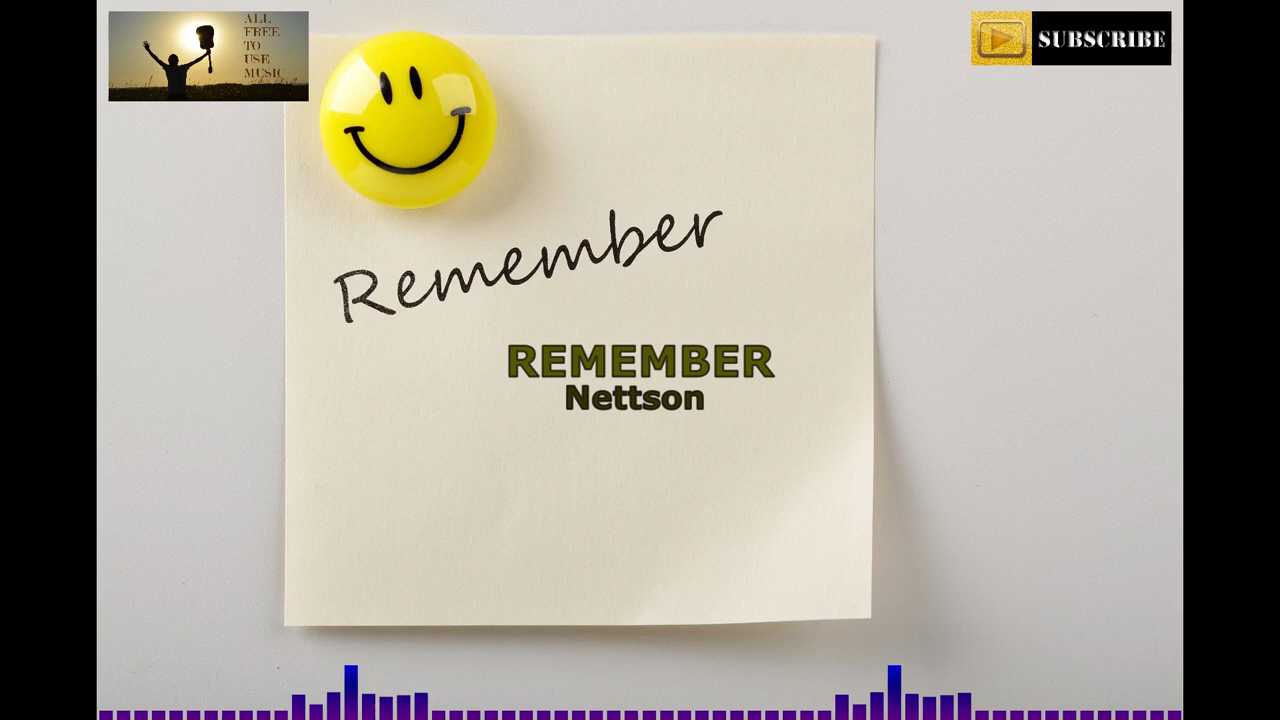 ALL
FREE
TO
USE
MUSIC
SUBSCRIBE
Remember
REMEMBER
Nettson